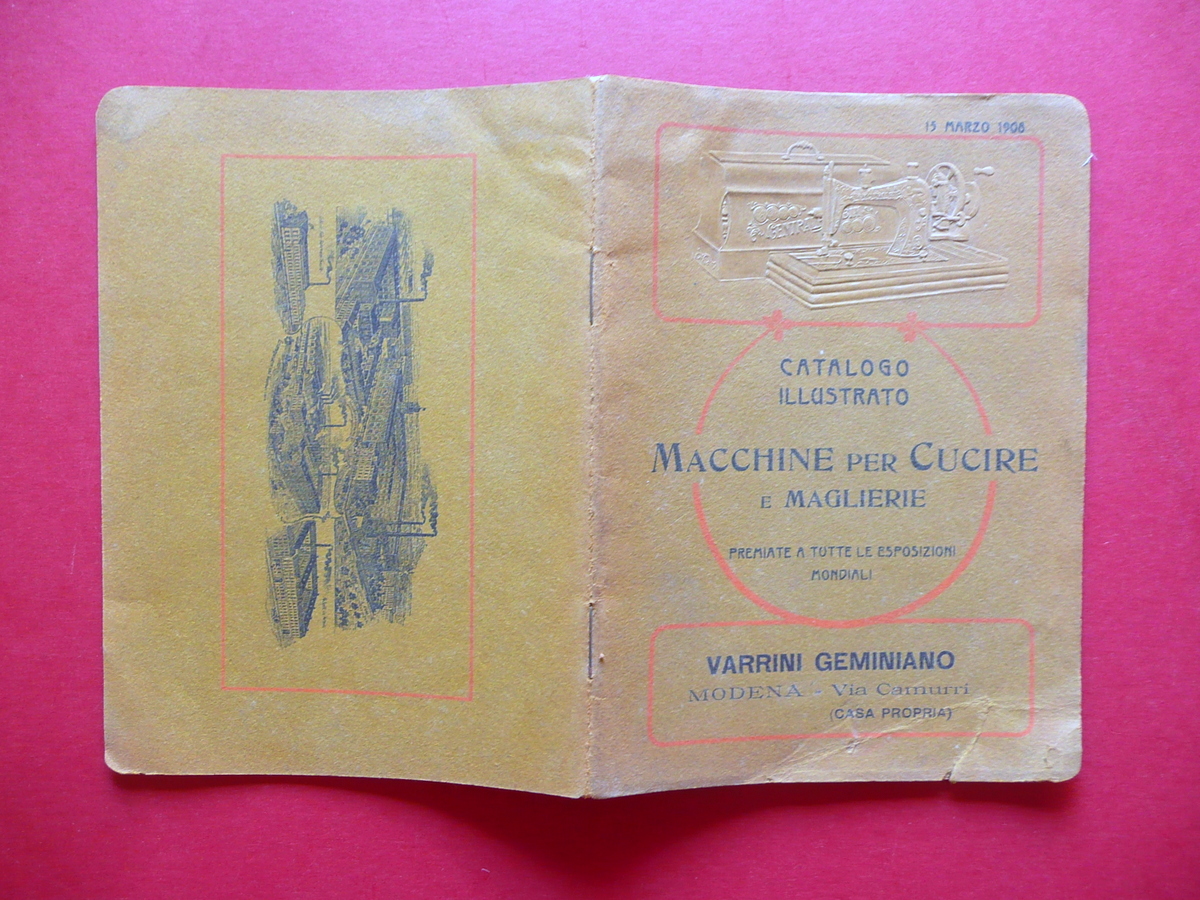 15 MARZO 1908
CATALOGO
ILLUSTRATO
MACCHINE PER CUCIRE
E MAGLIERIE
PREMIATE A TUTTE LE ESPOSIZIONI
MONDIALI
VARRINI GEMINIANO
MODENA - Via Camurri
(CASA PROPRIA)